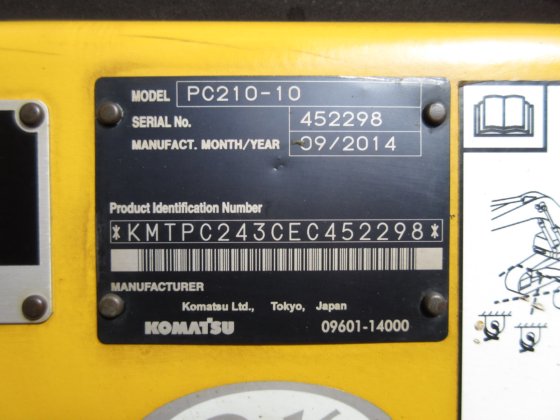 MODEL PC210-10
SERIAL No. 452298
MANUFACT. MONTH/YEAR 09/2014
Product Identification Number
*KMTPC243CEC452298*
MANUFACTURER
Komatsu Ltd., Tokyo, Japan
KOMATSU 09601-14000